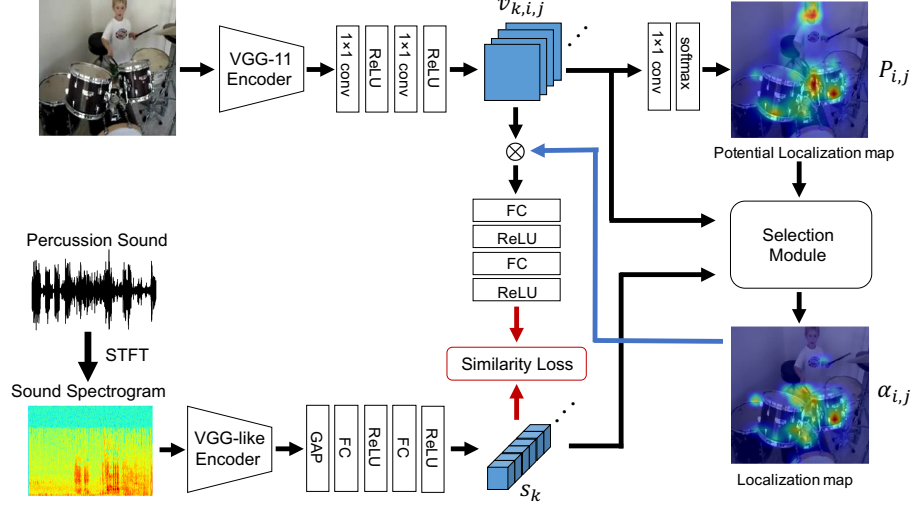 VGG-11
Encoder
1×1 conv
ReLU
1×1 conv
ReLU
v_{k,i,j}
1×1 conv
softmax
P_{i,j}
Potential Localization map
⊗
FC
ReLU
FC
ReLU
Selection
Module
Percussion Sound
STFT
Similarity Loss
Sound Spectrogram
α_{i,j}
VGG-like
Encoder
GAP
FC
ReLU
FC
ReLU
s_k
Localization map